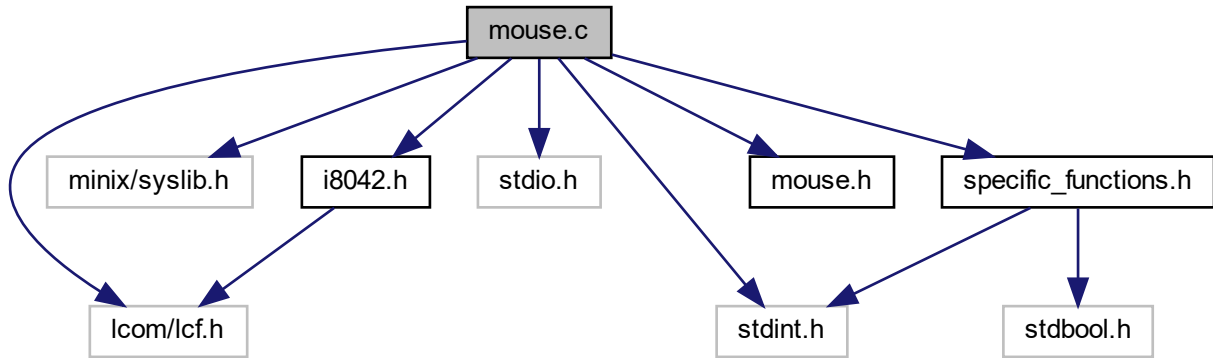 mouse.c
minix/syslib.h
i8042.h
stdio.h
mouse.h
specific_functions.h
lcom/lcf.h
stdint.h
stdbool.h